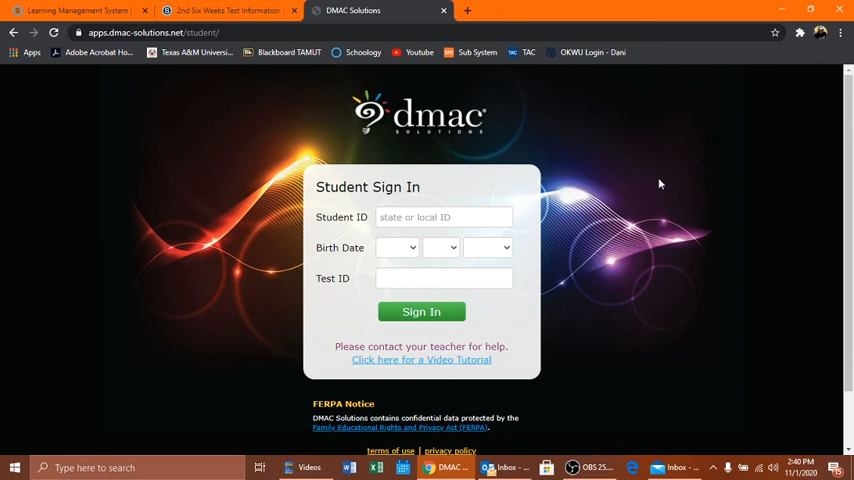 Learning Management System |
2nd Six Weeks Test Information |
DMAC Solutions
apps.dmac-solutions.net/student/
Apps
Adobe Acrobat Ho...
Texas A&M Universi...
Blackboard TAMUT
Schoology
Youtube
Sub System
TAC
OKWU Login - Dani
dmac
SOLUTIONS
Student Sign In
Student ID
state or local ID
Birth Date
Test ID
Sign In
Please contact your teacher for help.
Click here for a Video Tutorial
FERPA Notice
DMAC Solutions contains confidential data protected by the
Family Educational Rights and Privacy Act (FERPA).
terms of use | privacy policy
Type here to search
Videos
DMAC ...
Inbox - ...
OBS 25....
Inbox - ...
2:40 PM
11/1/2020
15